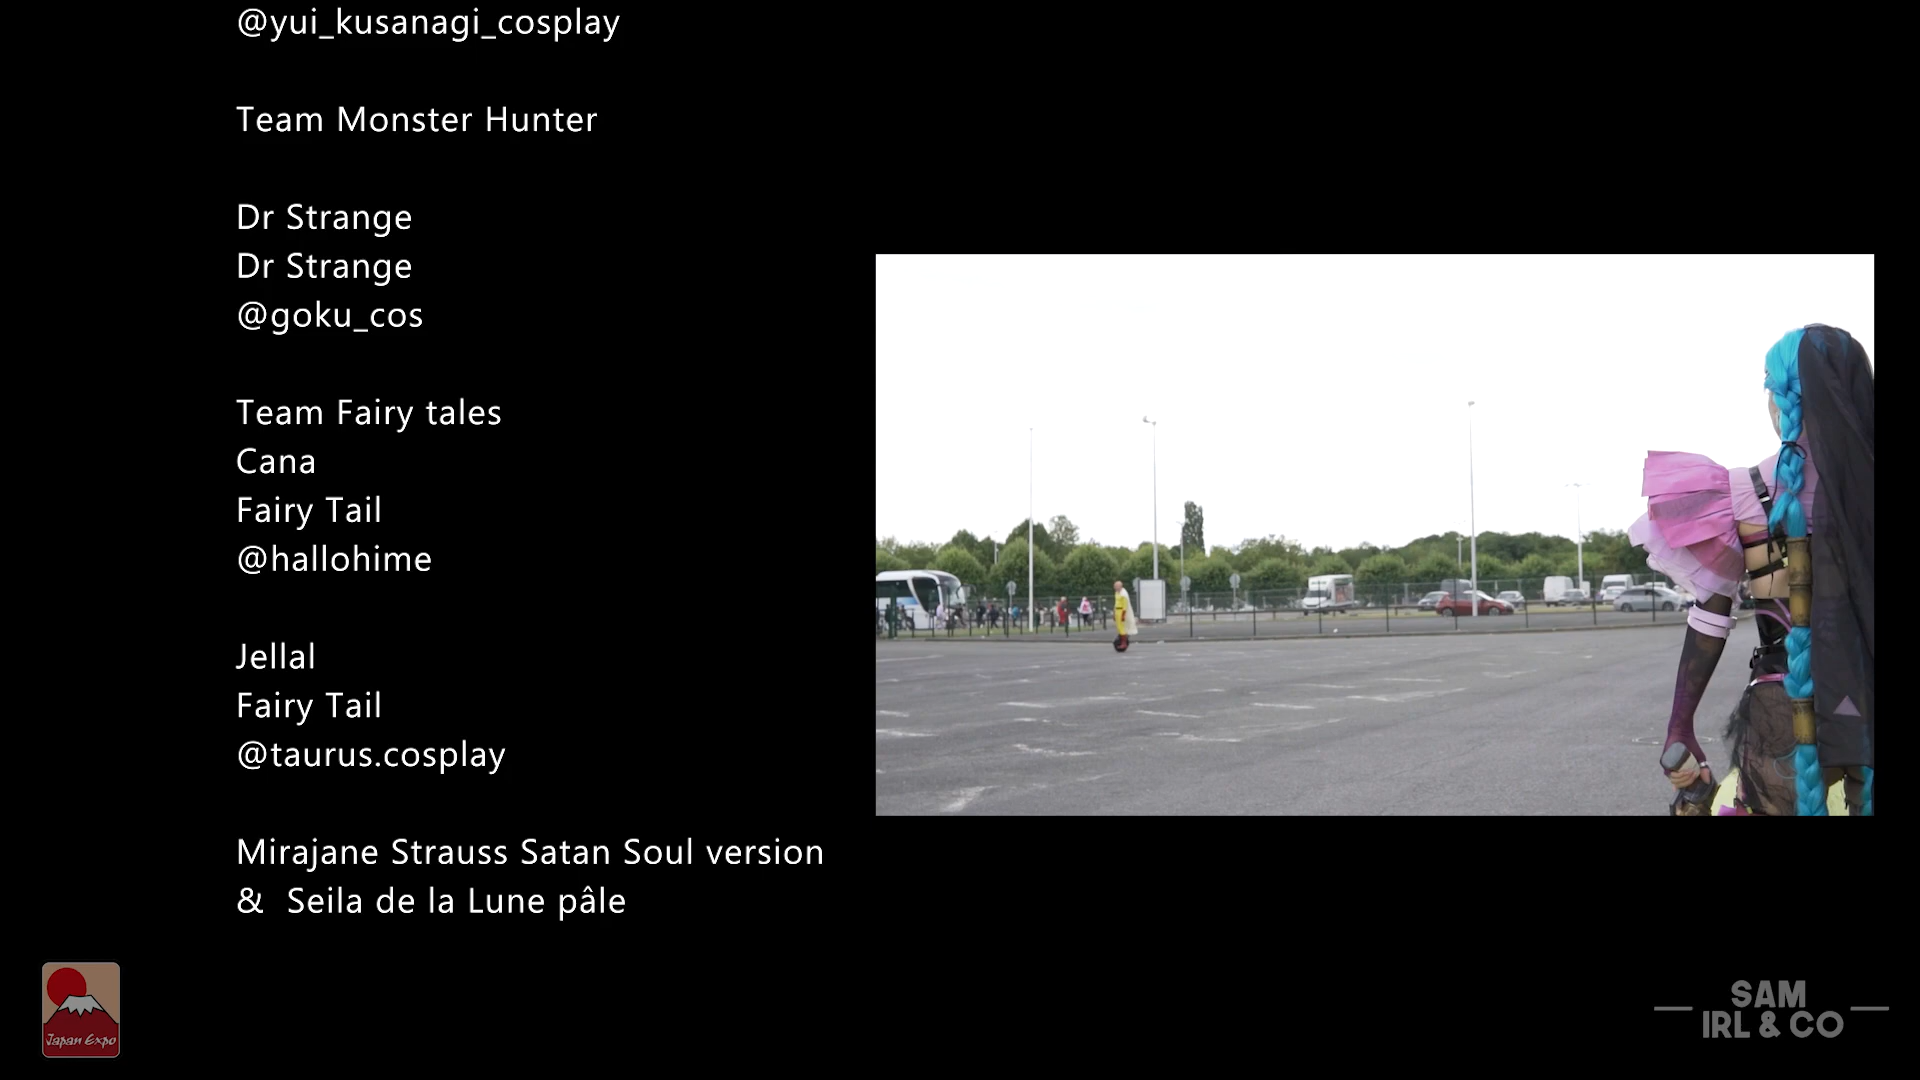 @yui_kusanagi_cosplay
Team Monster Hunter
Dr Strange
Dr Strange
@goku_cos
Team Fairy tales
Cana
Fairy Tail
@hallohime
Jellal
Fairy Tail
@taurus.cosplay
Mirajane Strauss Satan Soul version
& Seila de la Lune pâle
Japan Expo
SAM
IRL & CO